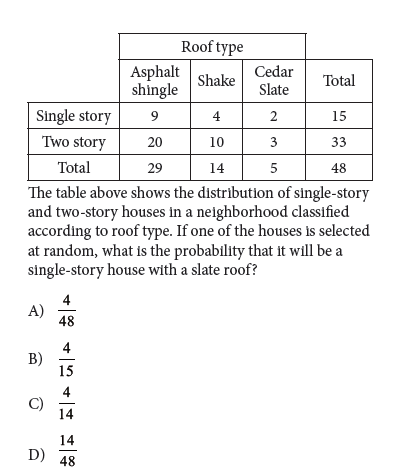 Roof type
Asphalt shingle Shake Cedar Slate Total
Single story 9 4 2 15
Two story 20 10 3 33
Total 29 14 5 48
The table above shows the distribution of single-story
and two-story houses in a neighborhood classified
according to roof type. If one of the houses is selected
at random, what is the probability that it will be a
single-story house with a slate roof?
A) 4/48
B) 4/15
C) 4/14
D) 14/48